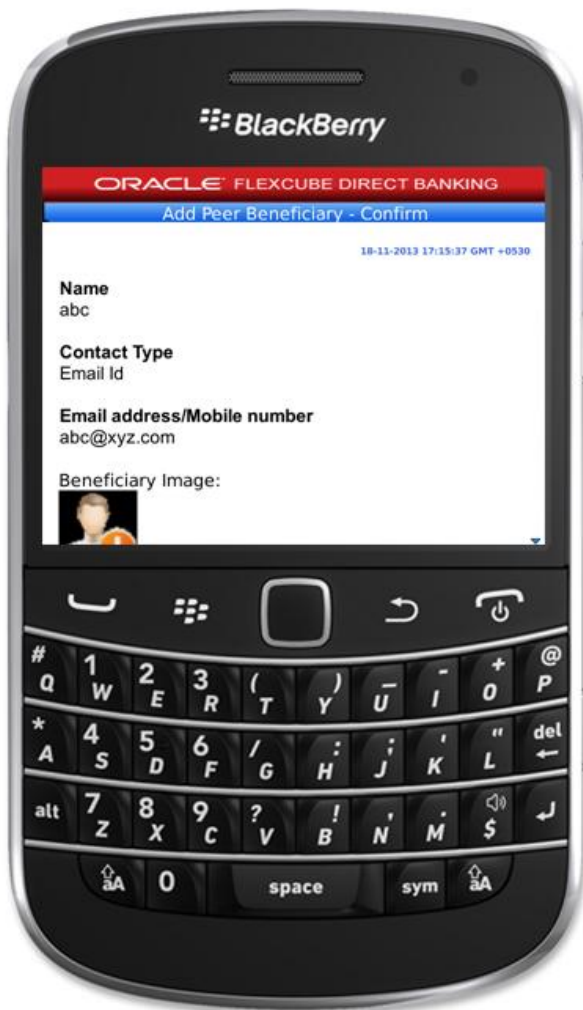 BlackBerry
ORACLE FLEXCUBE DIRECT BANKING
Add Peer Beneficiary - Confirm
18-11-2013 17:15:37 GMT +0530
Name
abc
Contact Type
Email Id
Email address/Mobile number
abc@xyz.com
Beneficiary Image:
# 1 2 3 ( ) _ - + @
Q W E R T Y U I O P
* 4 5 6 / : ; ' " del
A S D F G H J K L
alt 7 8 9 ? ! , .
Z X C V B N M $
aA 0 space sym aA